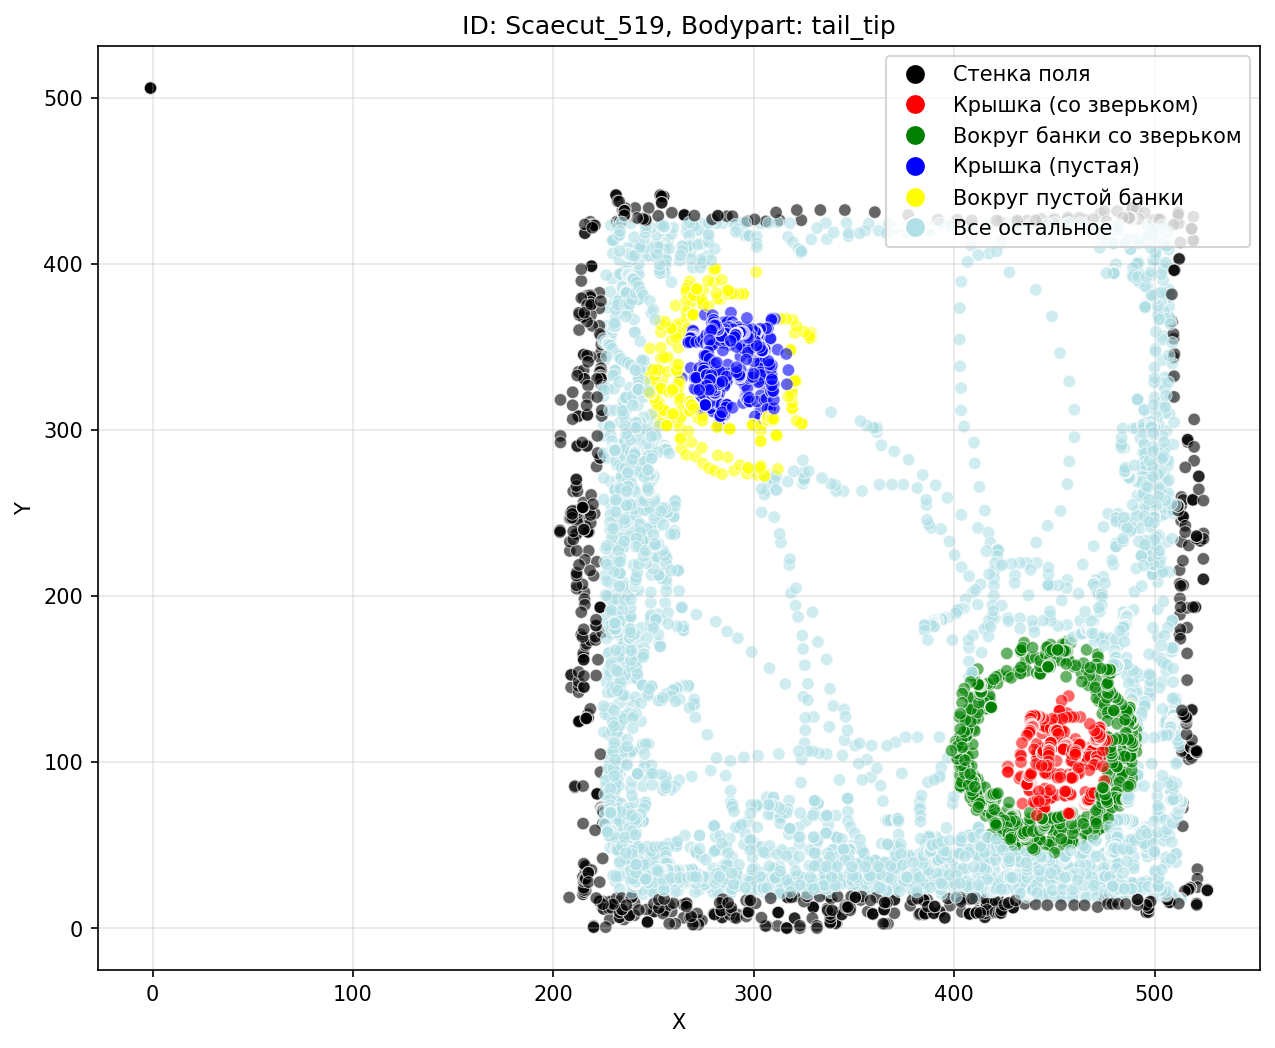 ID: Scaecut_519, Bodypart: tail_tip
Стенка поля
Крышка (со зверьком)
Вокруг банки со зверьком
Крышка (пустая)
Вокруг пустой банки
Все остальное
500
400
300
200
100
0
Y
0 100 200 300 400 500
X